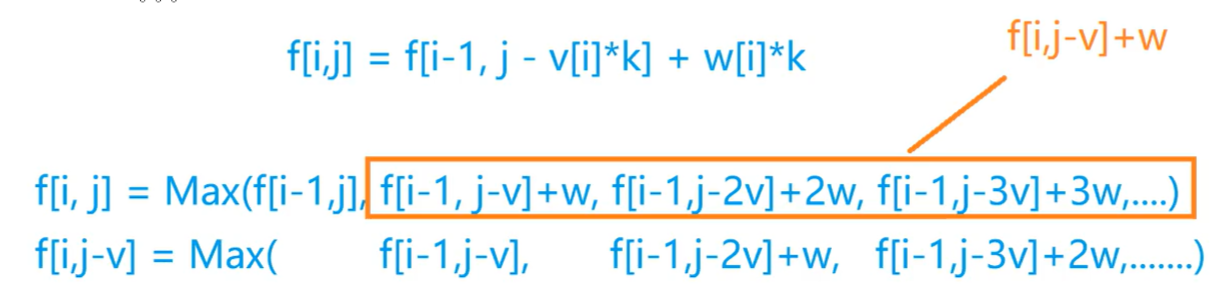 f[i,j] = f[i-1, j - v[i]*k] + w[i]*k
f[i,j-v]+w
f[i, j] = Max(f[i-1,j], f[i-1, j-v]+w, f[i-1,j-2v]+2w, f[i-1,j-3v]+3w,....)
f[i,j-v] = Max( f[i-1,j-v], f[i-1,j-2v]+w, f[i-1,j-3v]+2w,.......)